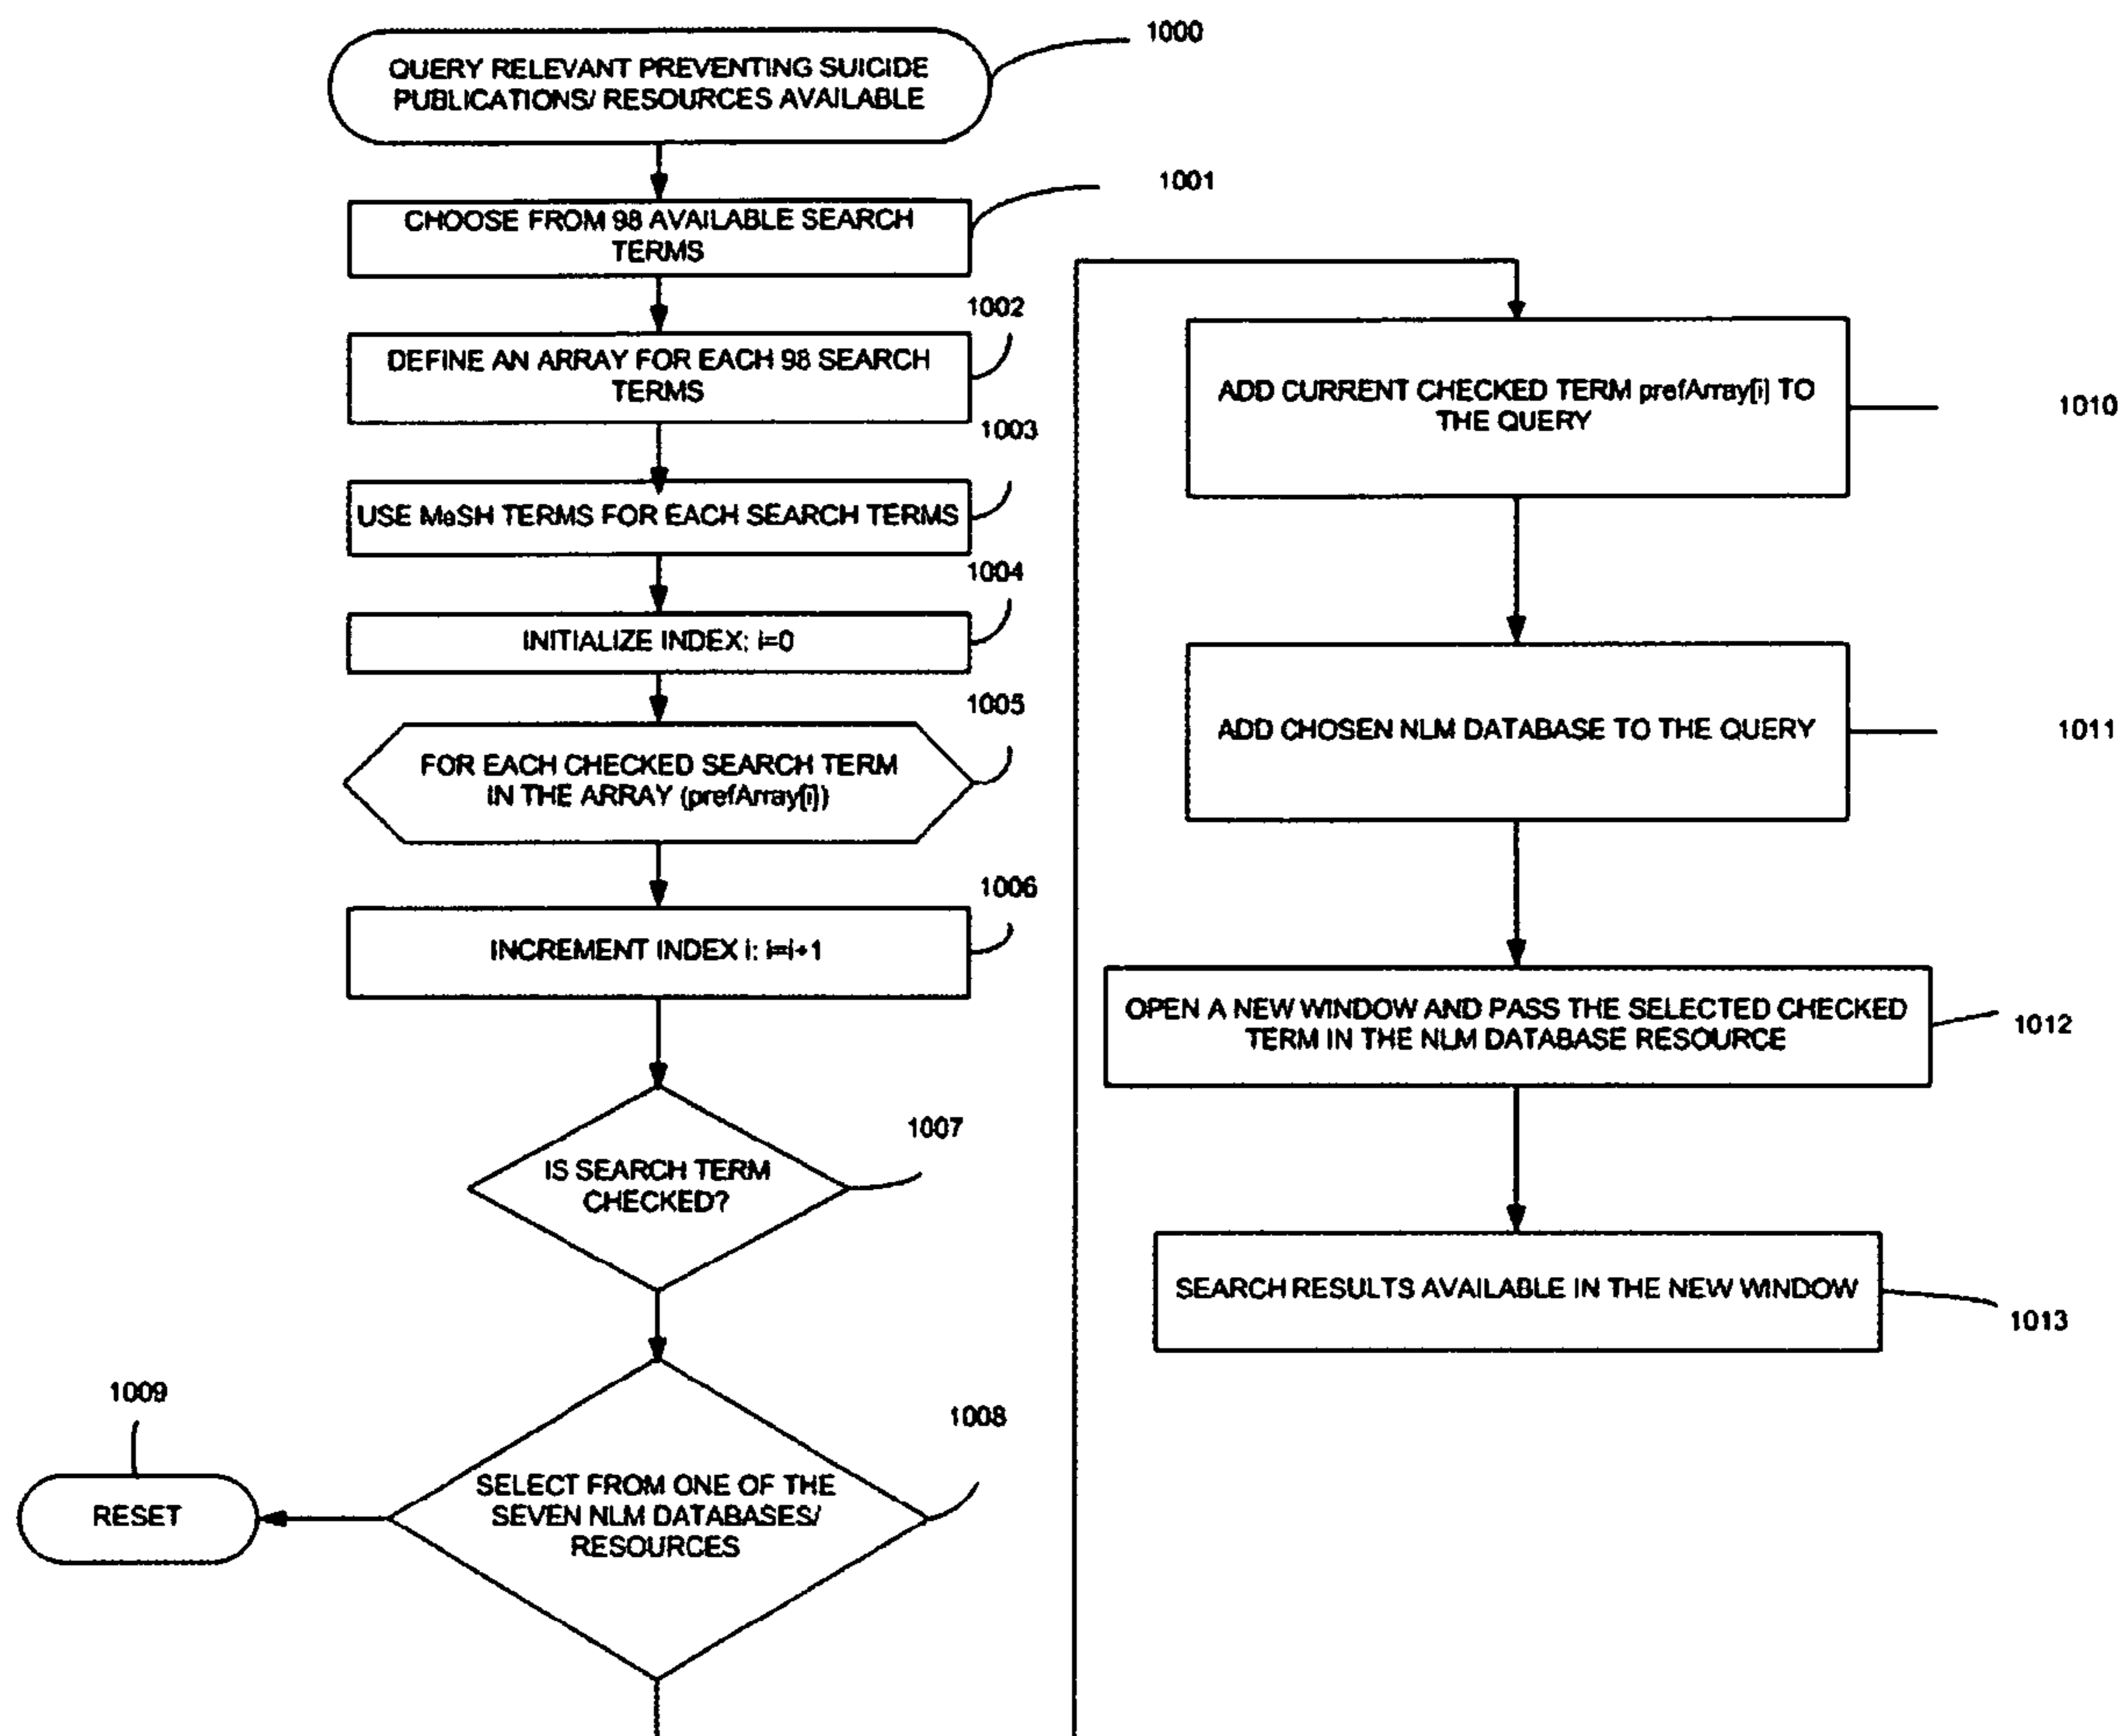 1000
QUERY RELEVANT PREVENTING SUICIDE
PUBLICATIONS/ RESOURCES AVAILABLE
1001
CHOOSE FROM 98 AVAILABLE SEARCH
TERMS
1002
DEFINE AN ARRAY FOR EACH 98 SEARCH
TERMS
1003
USE MeSH TERMS FOR EACH SEARCH TERMS
1004
INITIALIZE INDEX; i=0
1005
FOR EACH CHECKED SEARCH TERM
IN THE ARRAY (prefArray[i])
1006
INCREMENT INDEX i: i=i+1
1007
IS SEARCH TERM
CHECKED?
1008
SELECT FROM ONE OF THE
SEVEN NLM DATABASES/
RESOURCES
1009
RESET
ADD CURRENT CHECKED TERM prefArray[i] TO
THE QUERY
1010
ADD CHOSEN NLM DATABASE TO THE QUERY
1011
OPEN A NEW WINDOW AND PASS THE SELECTED CHECKED
TERM IN THE NLM DATABASE RESOURCE
1012
SEARCH RESULTS AVAILABLE IN THE NEW WINDOW
1013